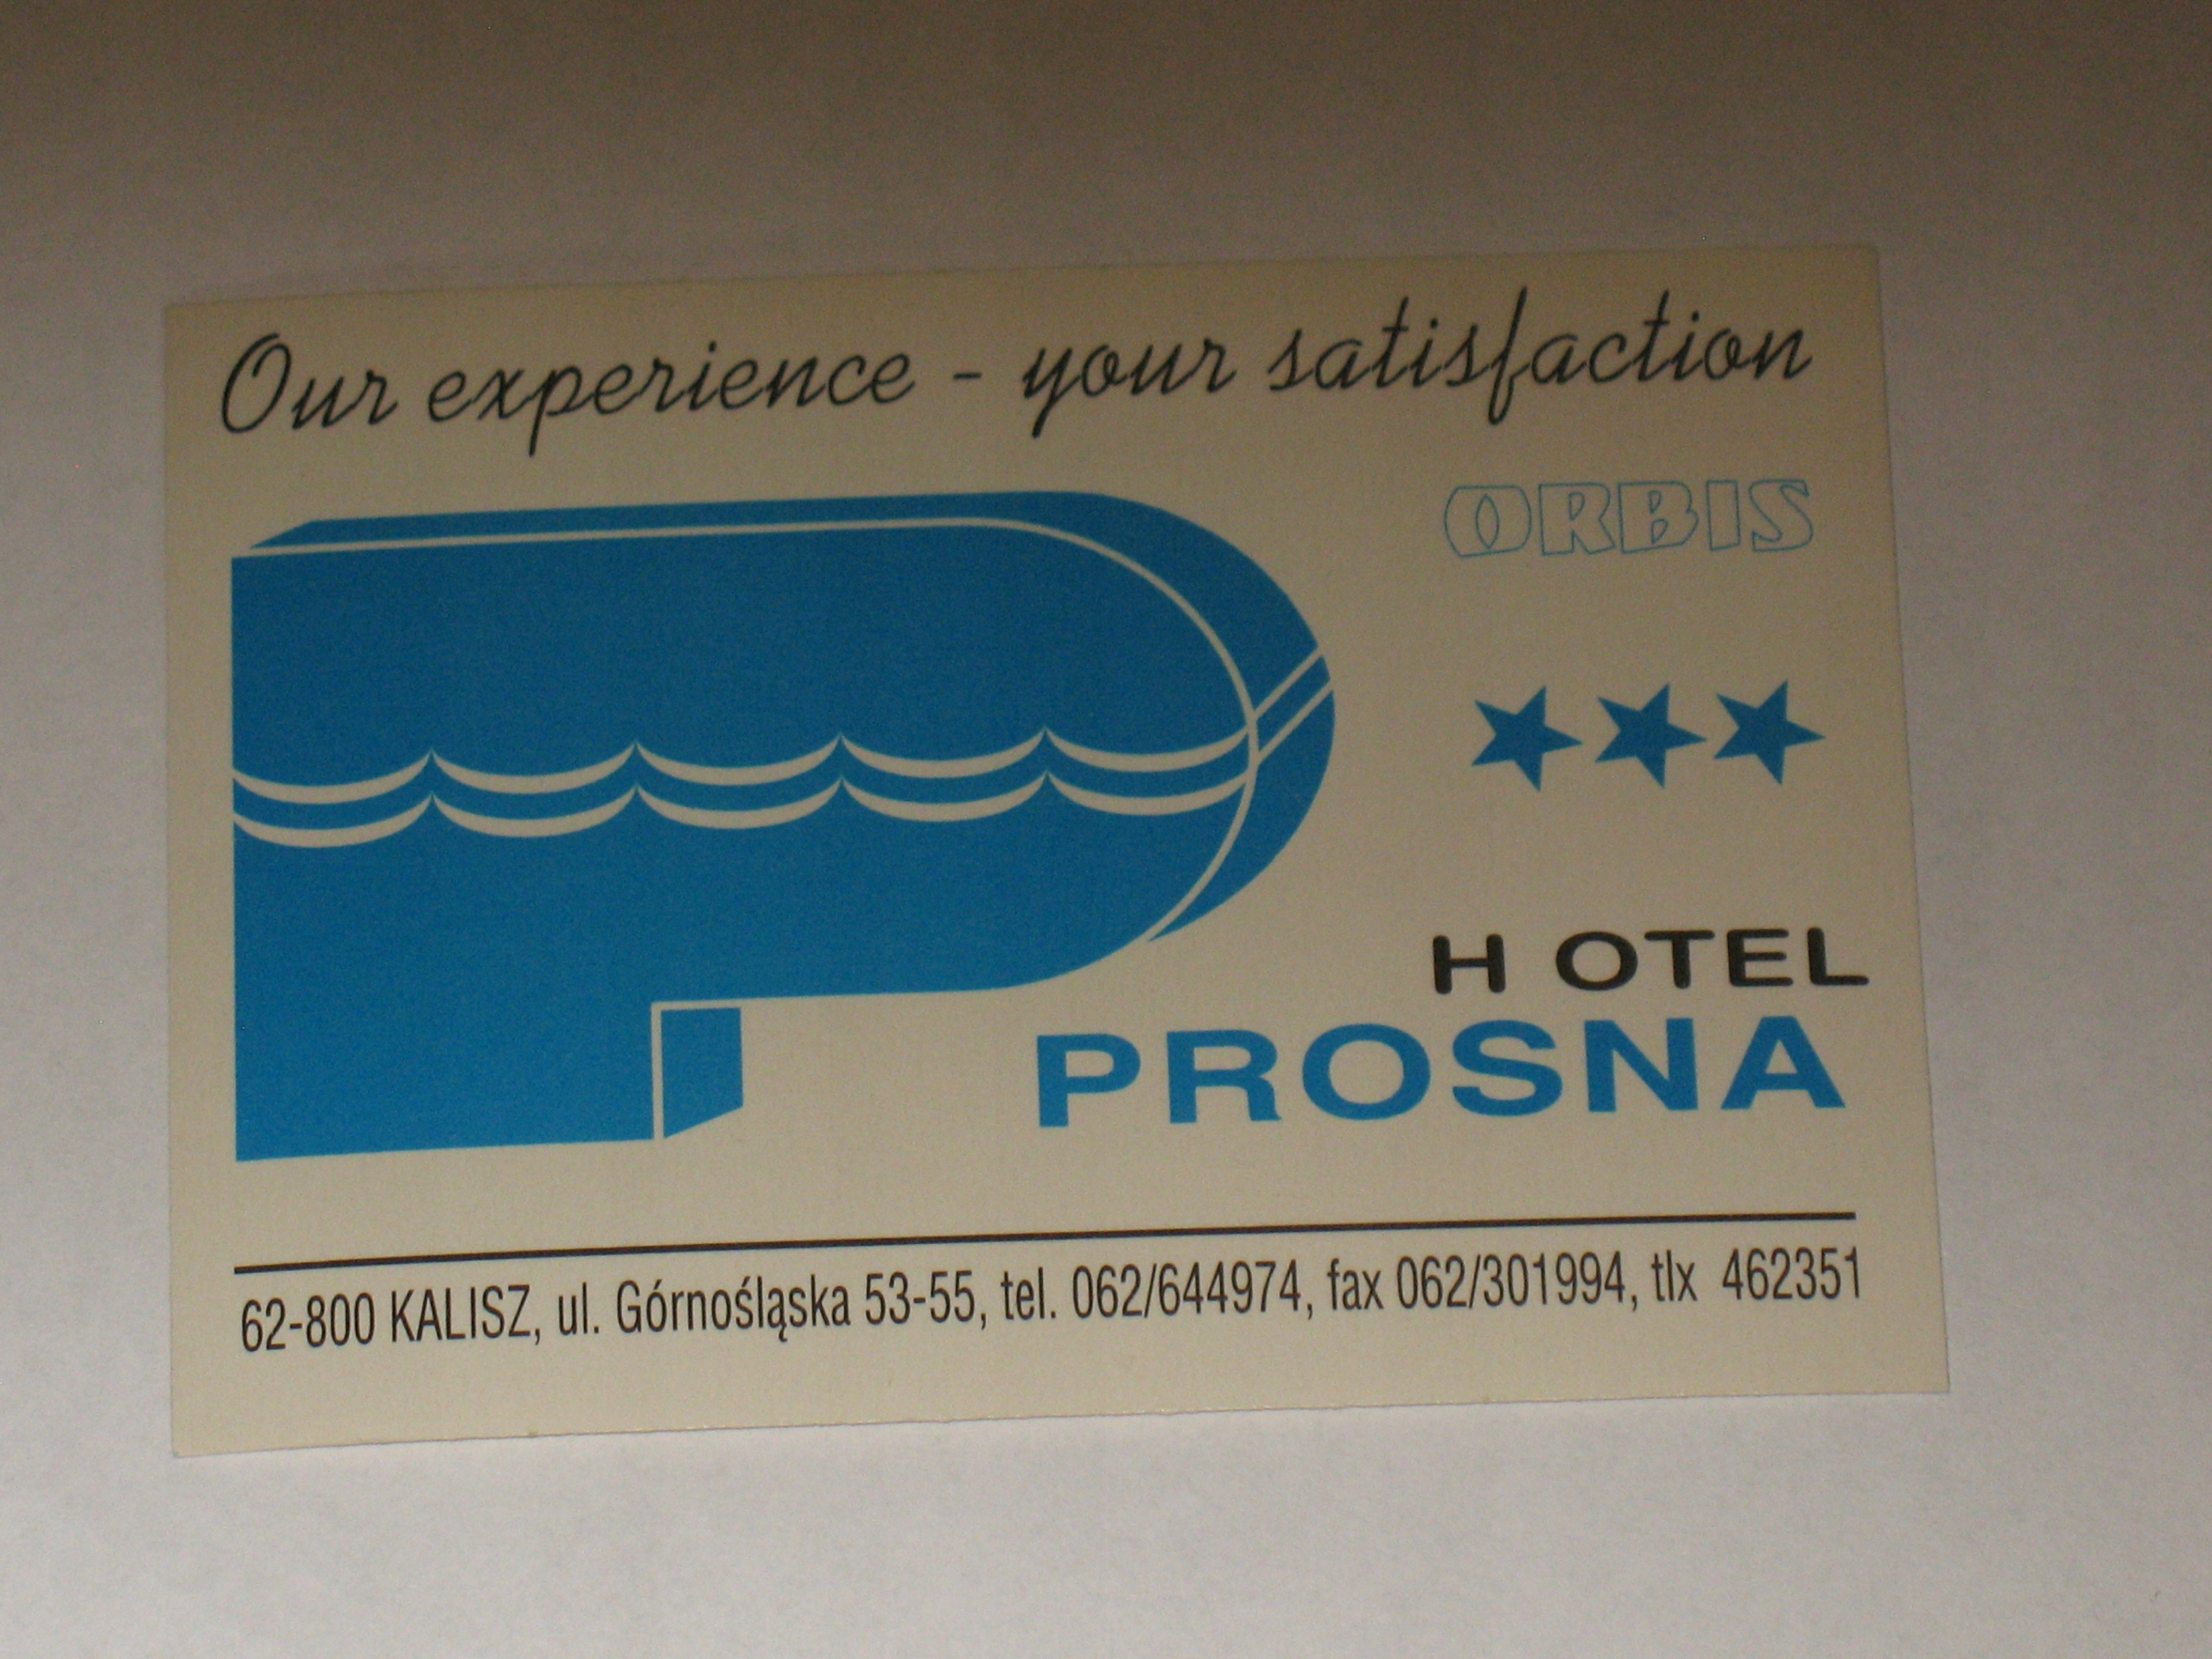 Our experience - your satisfaction
ORBIS
H OTEL
PROSNA
62-800 KALISZ, ul. Górnośląska 53-55, tel. 062/644974, fax 062/301994, tlx 462351